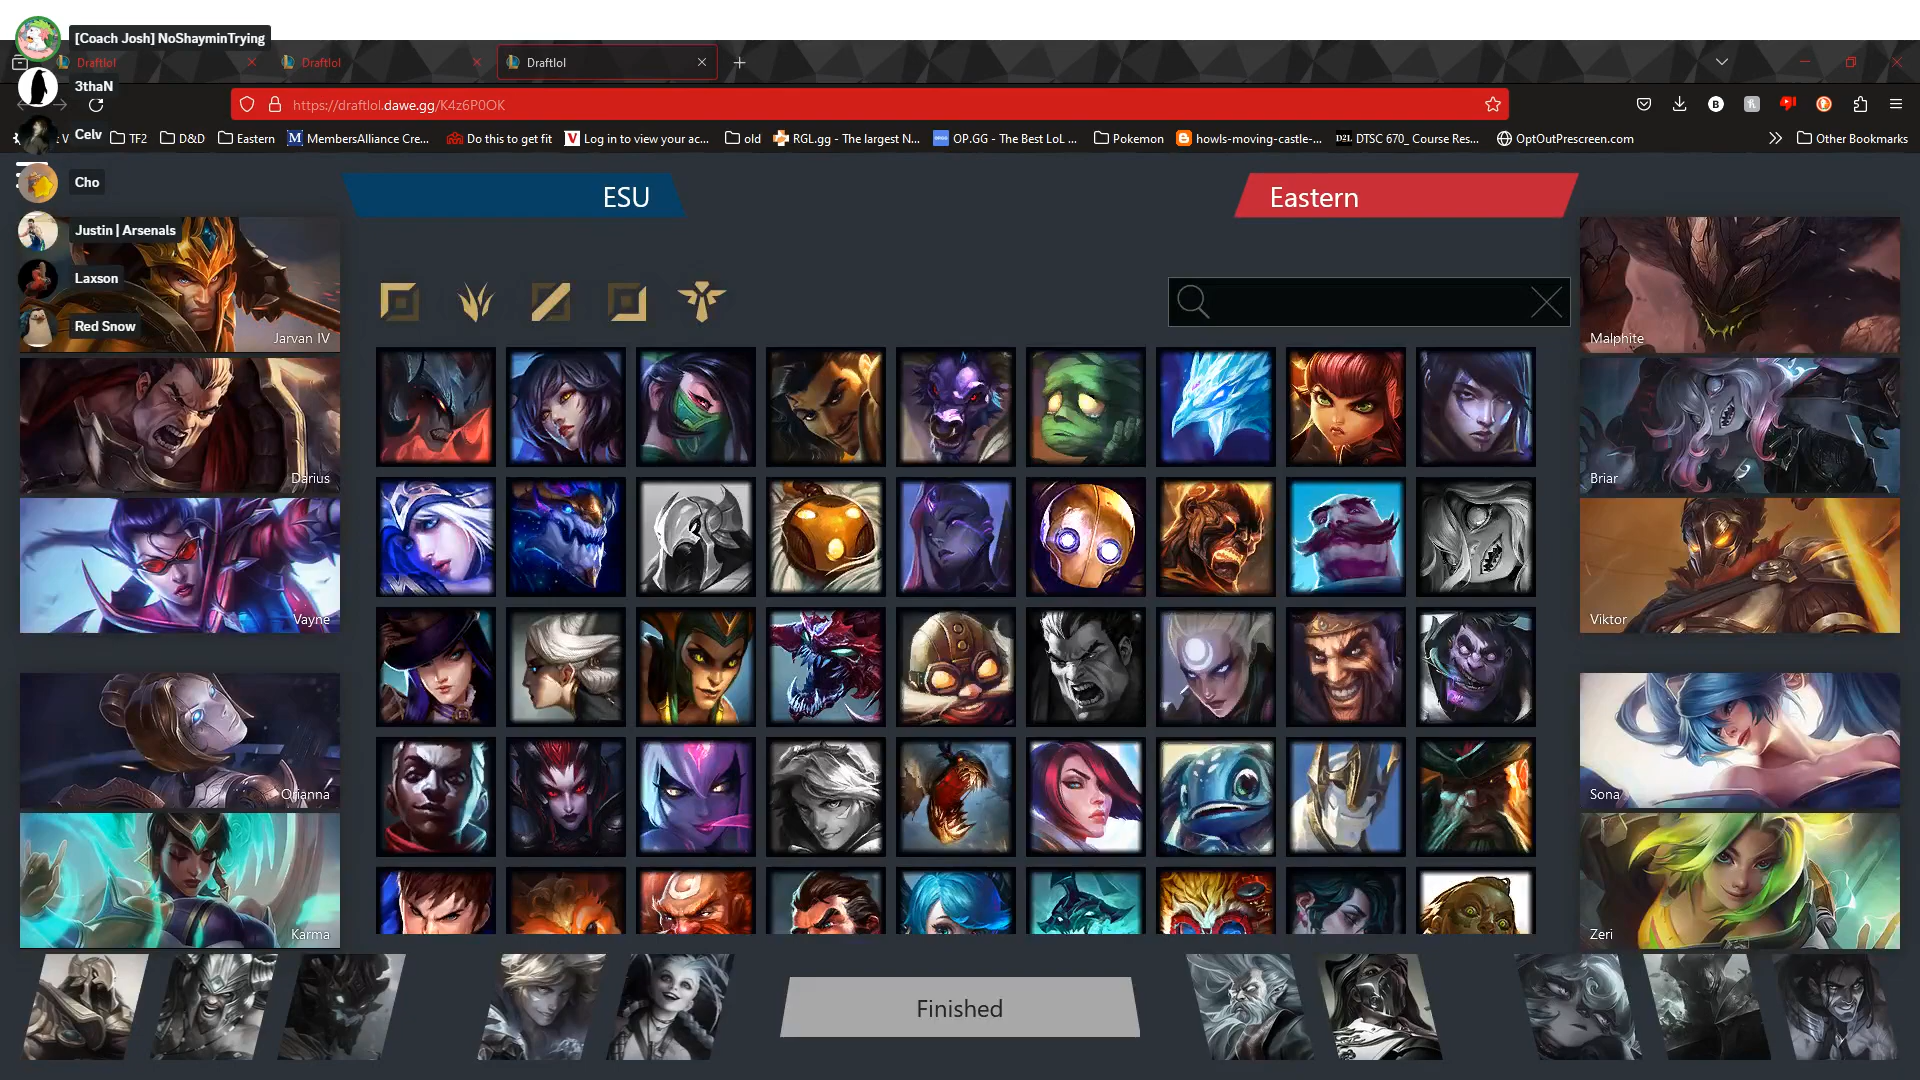 [Coach Josh] NoShayminTrying
Draftlol
Draftlol
Draftlol
3thaN
https://draftlol.dawe.gg/K4z6P0OK
Celv
V
TF2
D&D
Eastern
M MembersAlliance Cre...
Do this to get fit
V Log in to view your ac...
old
RGL.gg - The largest N...
OP.GG - The Best LoL ...
Pokemon
howls-moving-castle-...
D2L DTSC 670_ Course Res...
OptOutPrescreen.com
Other Bookmarks
Cho
ESU
Eastern
Justin | Arsenals
Laxson
Red Snow
Jarvan IV
Malphite
Darius
Briar
Vayne
Viktor
Orianna
Sona
Karma
Zeri
Finished